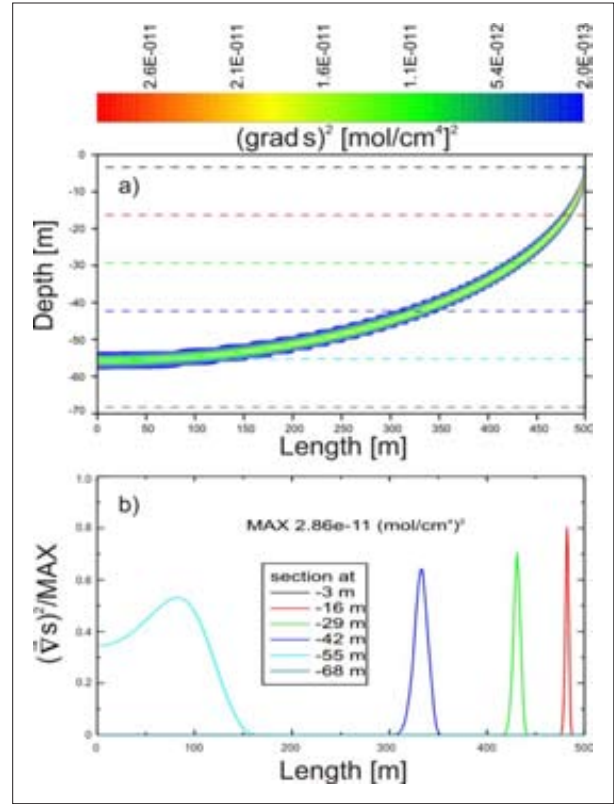 2.6E-011 2.1E-011 1.6E-011 1.1E-011 5.4E-012 2.0E-013
(grad s)² [mol/cm⁴]²
a)
0
-10
-20
-30
-40
-50
-60
-70
Depth [m]
0 50 100 150 200 250 300 350 400 450 500
Length [m]
b)
1.0
0.8
0.6
0.4
0.2
0
(∇⃗s)²/MAX
MAX 2.86e-11 (mol/cm⁴)²
section at
-3 m
-16 m
-29 m
-42 m
-55 m
-68 m
0 100 200 300 400 500
Length [m]